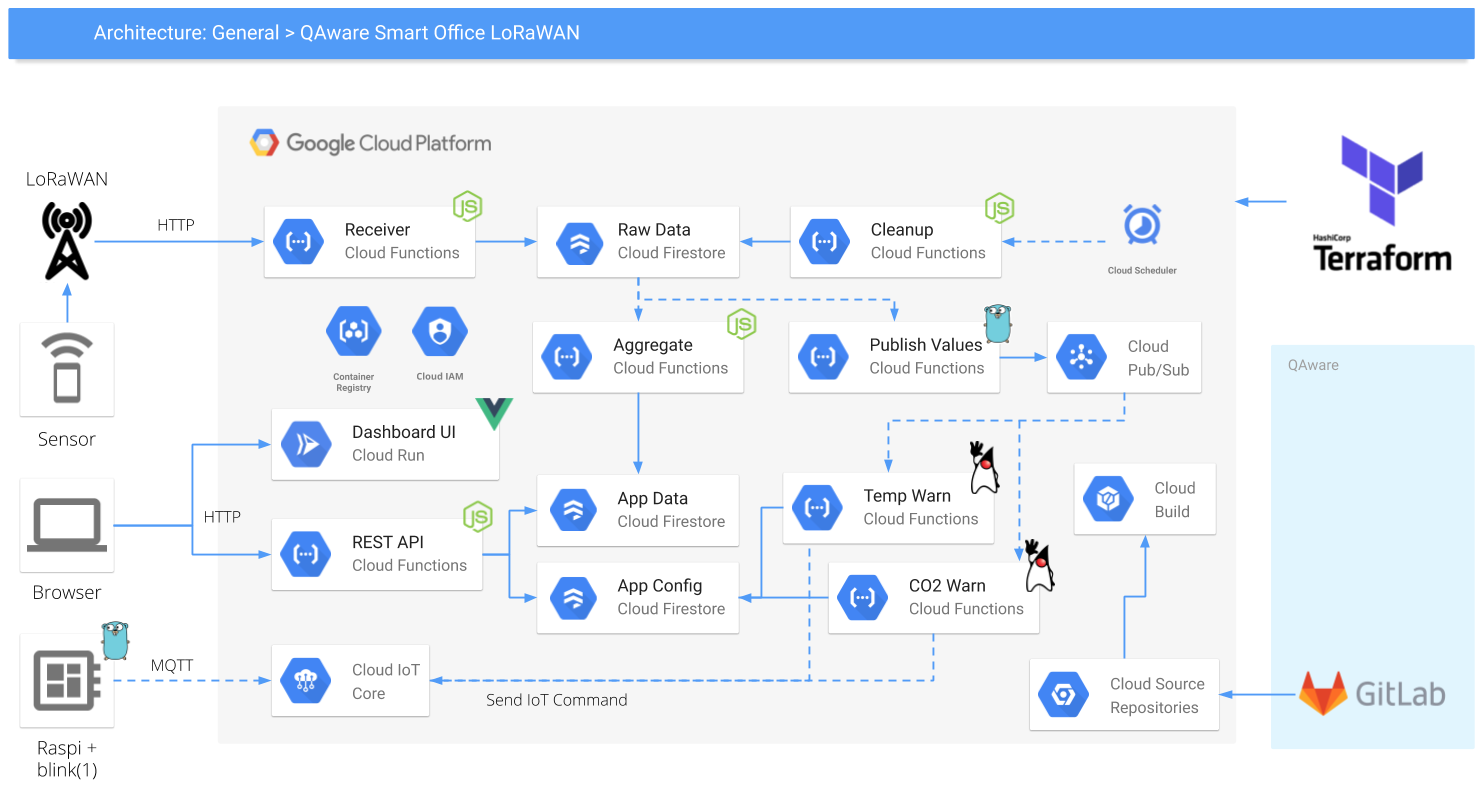 Architecture: General > QAware Smart Office LoRaWAN
Google Cloud Platform
LoRaWAN
HTTP
Receiver
Cloud Functions
JS
Raw Data
Cloud Firestore
Cleanup
Cloud Functions
JS
Cloud Scheduler
HashiCorp
Terraform
Container
Registry
Cloud IAM
Aggregate
Cloud Functions
JS
Publish Values
Cloud Functions
Cloud
Pub/Sub
QAware
Sensor
Dashboard UI
Cloud Run
HTTP
Browser
REST API
Cloud Functions
JS
App Data
Cloud Firestore
App Config
Cloud Firestore
Temp Warn
Cloud Functions
CO2 Warn
Cloud Functions
Cloud
Build
MQTT
Raspi +
blink(1)
Cloud IoT
Core
Send IoT Command
Cloud Source
Repositories
GitLab